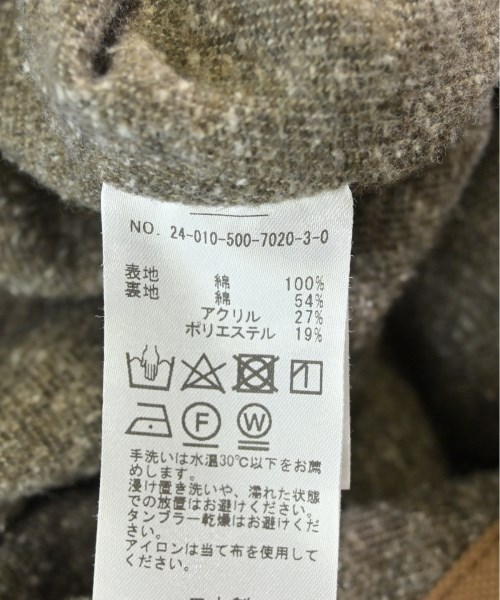 NO. 24-010-500-7020-3-0
表地 綿 100%
裏地 綿 54%
アクリル 27%
ポリエステル 19%
F W
手洗いは水温30℃以下をお薦
めします。
浸け置き洗いや、濡れた状態
での放置はお避けください。
タンブラー乾燥はお避けくだ
さい。
アイロンは当て布を使用して
ください。